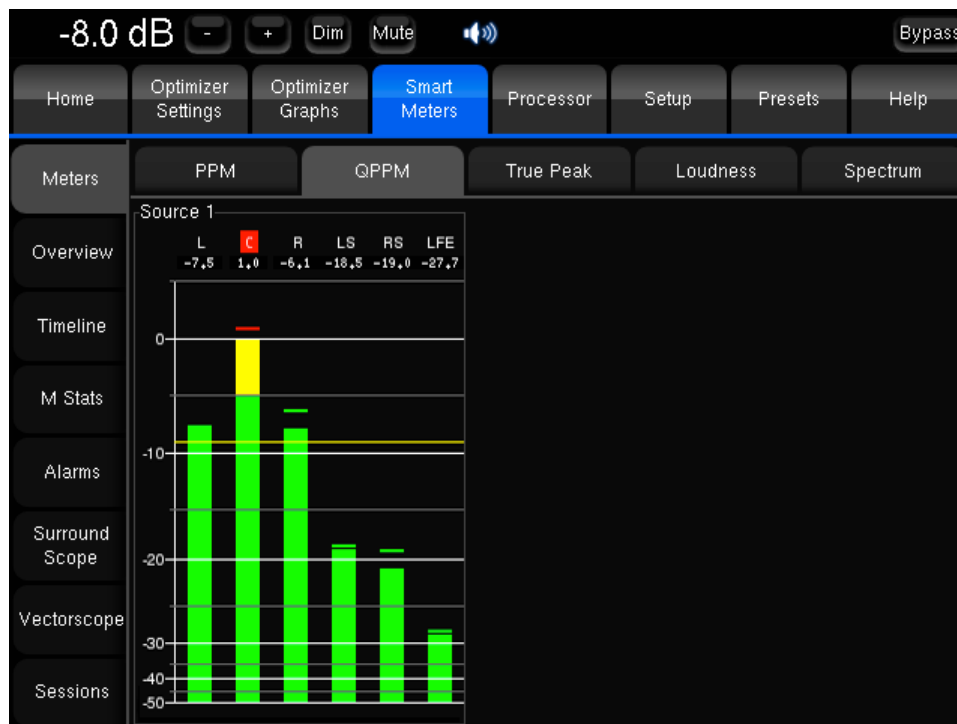 -8.0 dB - + Dim Mute Bypass
Home Optimizer Settings Optimizer Graphs Smart Meters Processor Setup Presets Help
Meters PPM QPPM True Peak Loudness Spectrum
Source 1
L C R LS RS LFE
-7.5 1.0 -6.1 -18.5 -19.0 -27.7
Overview
Timeline
0
M Stats
-10
Alarms
Surround
Scope
-20
Vectorscope
-30
-40
Sessions
-50